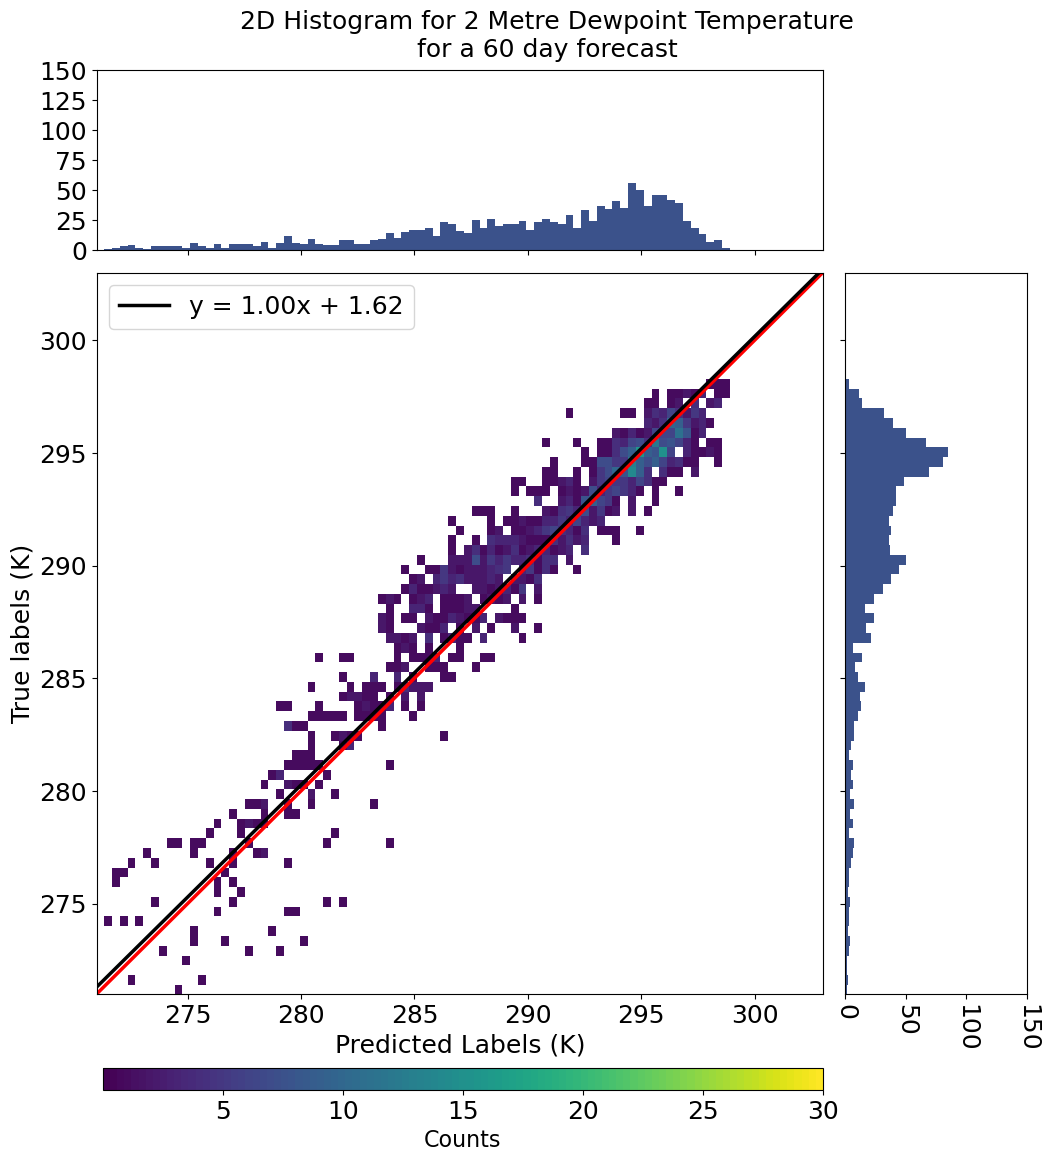 2D Histogram for 2 Metre Dewpoint Temperature
for a 60 day forecast
150
125
100
75
50
25
0
y = 1.00x + 1.62
300
295
290
285
280
275
True labels (K)
275 280 285 290 295 300
Predicted Labels (K)
0 50 100 150
5 10 15 20 25 30
Counts